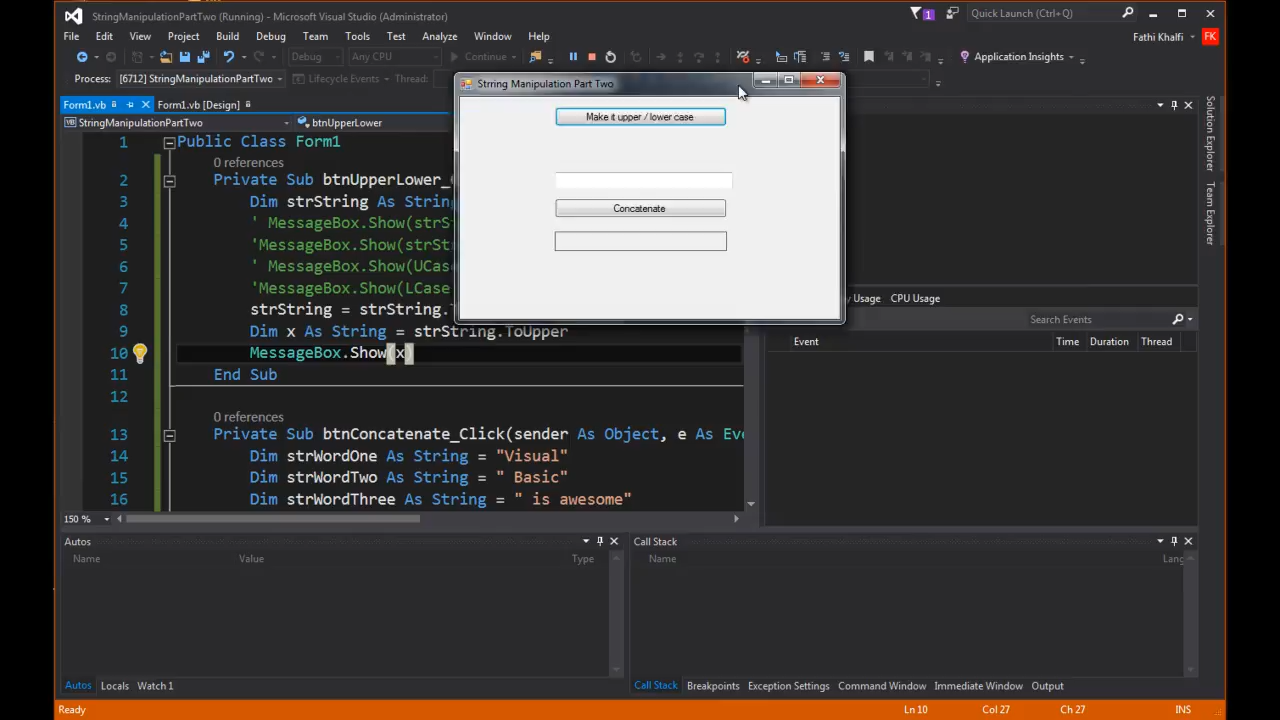 StringManipulationPartTwo (Running) - Microsoft Visual Studio (Administrator)
1
Quick Launch (Ctrl+Q)
File Edit View Project Build Debug Team Tools Test Analyze Window Help
Fathi Khalfi FK
Debug Any CPU Continue Application Insights
Process: [6712] StringManipulationPartTwo Lifecycle Events Thread:
Form1.vb Form1.vb [Design]
StringManipulationPartTwo btnUpperLower
Strring Manipulation Part Two
Make it upper / lower case
Concatenate
1 Public Class Form1
0 references
2 Private Sub btnUpperLower_
3 Dim strString As String
4 ' MessageBox.Show(strS
5 'MessageBox.Show(strSt
6 ' MessageBox.Show(UCas
7 'MessageBox.Show(LCase
8 strString = strString.
9 Dim x As String = strString.ToUpper
10 MessageBox.Show(x)
11 End Sub
12
0 references
13 Private Sub btnConcatenate_Click(sender As Object, e As Eve
14 Dim strWordOne As String = "Visual"
15 Dim strWordTwo As String = " Basic"
16 Dim strWordThree As String = " is awesome"
150 %
Usage CPU Usage
Search Events
Event Time Duration Thread
Solution Explorer
Team Explorer
Autos
Name Value Type
Call Stack
Name Lang
Autos Locals Watch 1
Call Stack Breakpoints Exception Settings Command Window Immediate Window Output
Ready Ln 10 Col 27 Ch 27 INS